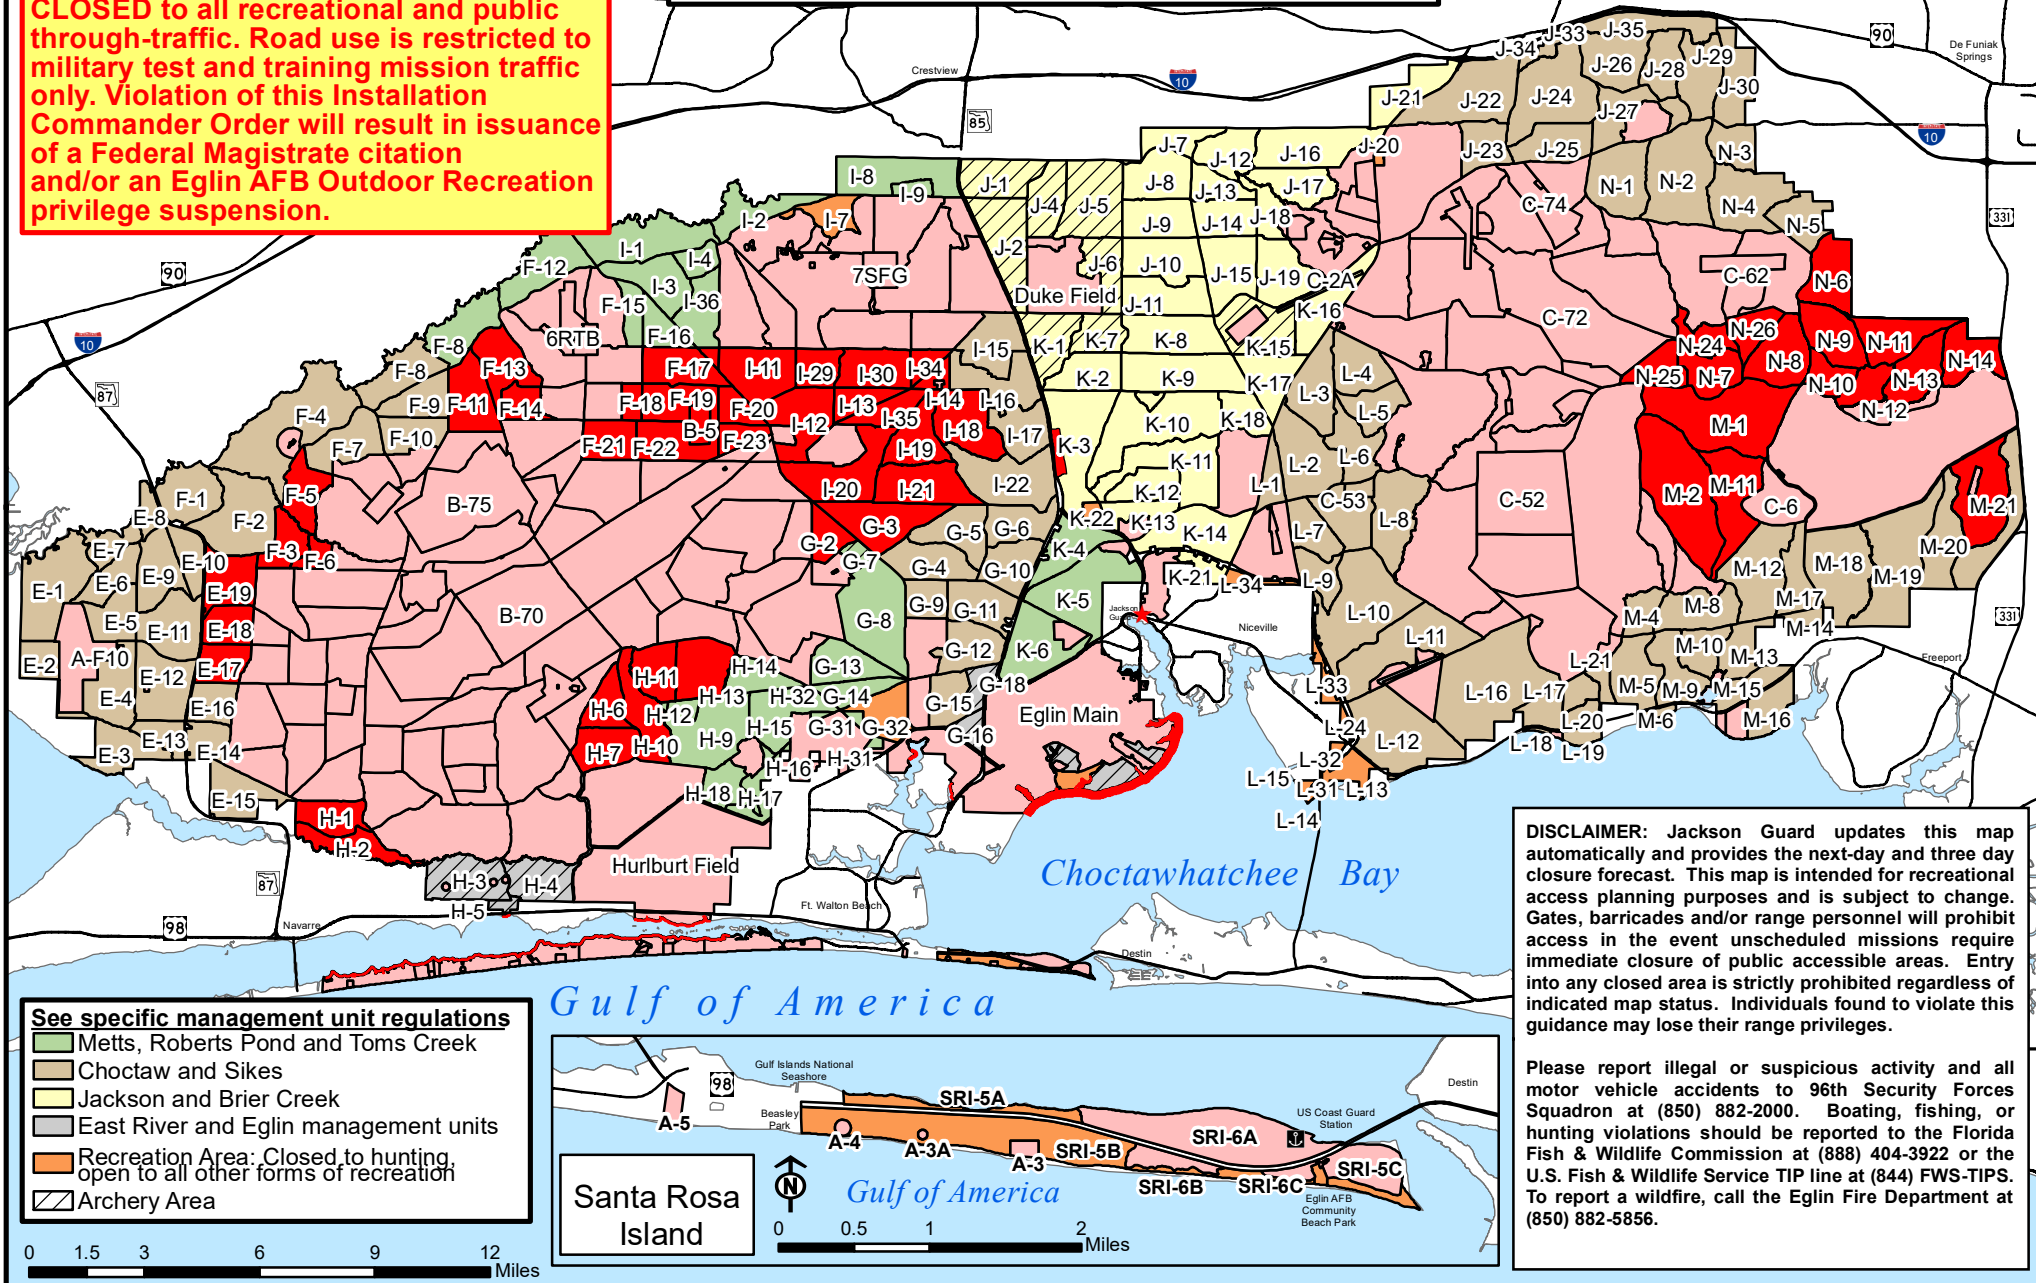 CLOSED to all recreational and public
through-traffic. Road use is restricted to
military test and training mission traffic
only. Violation of this Installation
Commander Order will result in issuance
of a Federal Magistrate citation
and/or an Eglin AFB Outdoor Recreation
privilege suspension.
Crestview
De Funiak
Springs
90
10
85
10
90
331
10
87
331
87
98
J-33
J-35
J-34
J-26
J-28
J-29
J-30
J-21
J-22
J-24
J-27
J-7
J-12
J-16
J-20
J-23
J-25
N-3
I-8
I-9
J-1
J-4
J-5
J-8
J-13
J-17
N-1
N-2
N-4
I-2
I-7
J-9
J-14
J-18
C-74
N-5
I-1
I-4
J-2
J-6
J-10
J-15
J-19
C-2A
C-62
N-6
F-12
I-3
7SFG
F-15
I-36
Duke Field
J-11
K-16
C-72
6RTB
F-16
F-8
K-1
K-7
K-8
K-15
N-26
N-24
N-9
N-11
F-13
F-8
F-17
I-11
I-29
I-30
I-34
I-15
K-2
K-9
K-17
L-3
L-4
N-25
N-7
N-8
N-10
N-13
N-14
N-12
F-4
F-9
F-11
F-14
F-18
F-19
F-20
I-13
I-14
I-16
L-5
F-7
F-10
F-21
F-22
B-5
F-23
I-12
I-35
I-18
I-17
K-3
K-10
K-18
M-1
I-19
K-11
L-2
L-6
F-1
F-5
B-75
I-20
I-21
I-22
K-12
L-1
C-53
C-52
M-2
M-11
C-6
M-21
E-8
F-2
G-3
G-5
G-6
K-22
K-13
K-14
L-7
L-8
E-7
F-3
F-6
G-2
G-7
K-4
M-20
E-10
E-6
E-9
G-4
G-10
K-21
L-34
L-9
M-12
M-18
M-19
E-1
E-19
B-70
G-8
G-9
G-11
K-5
Jackson
Guard
L-10
M-4
M-8
M-17
E-5
E-11
E-18
Niceville
L-11
M-14
E-2
A-F10
E-17
H-14
G-13
G-12
K-6
L-21
M-10
M-13
Freeport
E-4
E-12
H-11
H-13
H-32
G-14
G-18
L-33
L-16
L-17
M-5
M-9
M-15
E-16
H-6
H-12
H-15
G-31
G-32
G-15
Eglin Main
L-24
L-20
M-6
M-16
E-3
E-13
E-14
H-7
H-10
H-9
G-16
L-12
L-18
L-19
H-16
H-31
L-32
E-15
H-18
H-17
L-15
L-31
L-13
H-1
L-14
H-2
Hurlburt Field
H-3
H-4
H-5
Choctawhatchee Bay
Navarre
Ft. Walton Beach
Destin
Gulf of America
DISCLAIMER: Jackson Guard updates this map
automatically and provides the next-day and three day
closure forecast. This map is intended for recreational
access planning purposes and is subject to change.
Gates, barricades and/or range personnel will prohibit
access in the event unscheduled missions require
immediate closure of public accessible areas. Entry
into any closed area is strictly prohibited regardless of
indicated map status. Individuals found to violate this
guidance may lose their range privileges.
Please report illegal or suspicious activity and all
motor vehicle accidents to 96th Security Forces
Squadron at (850) 882-2000. Boating, fishing, or
hunting violations should be reported to the Florida
Fish & Wildlife Commission at (888) 404-3922 or the
U.S. Fish & Wildlife Service TIP line at (844) FWS-TIPS.
To report a wildfire, call the Eglin Fire Department at
(850) 882-5856.
See specific management unit regulations
Metts, Roberts Pond and Toms Creek
Choctaw and Sikes
Jackson and Brier Creek
East River and Eglin management units
Recreation Area: Closed to hunting,
open to all other forms of recreation
Archery Area
0 1.5 3 6 9 12
Miles
Gulf Islands National
Seashore
98
Beasley
Park
Destin
US Coast Guard
Station
A-5
A-4
A-3A
A-3
SRI-5A
SRI-5B
SRI-6A
SRI-6B
SRI-6C
SRI-5C
Eglin AFB
Community
Beach Park
Santa Rosa
Island
N
Gulf of America
0 0.5 1 2
Miles